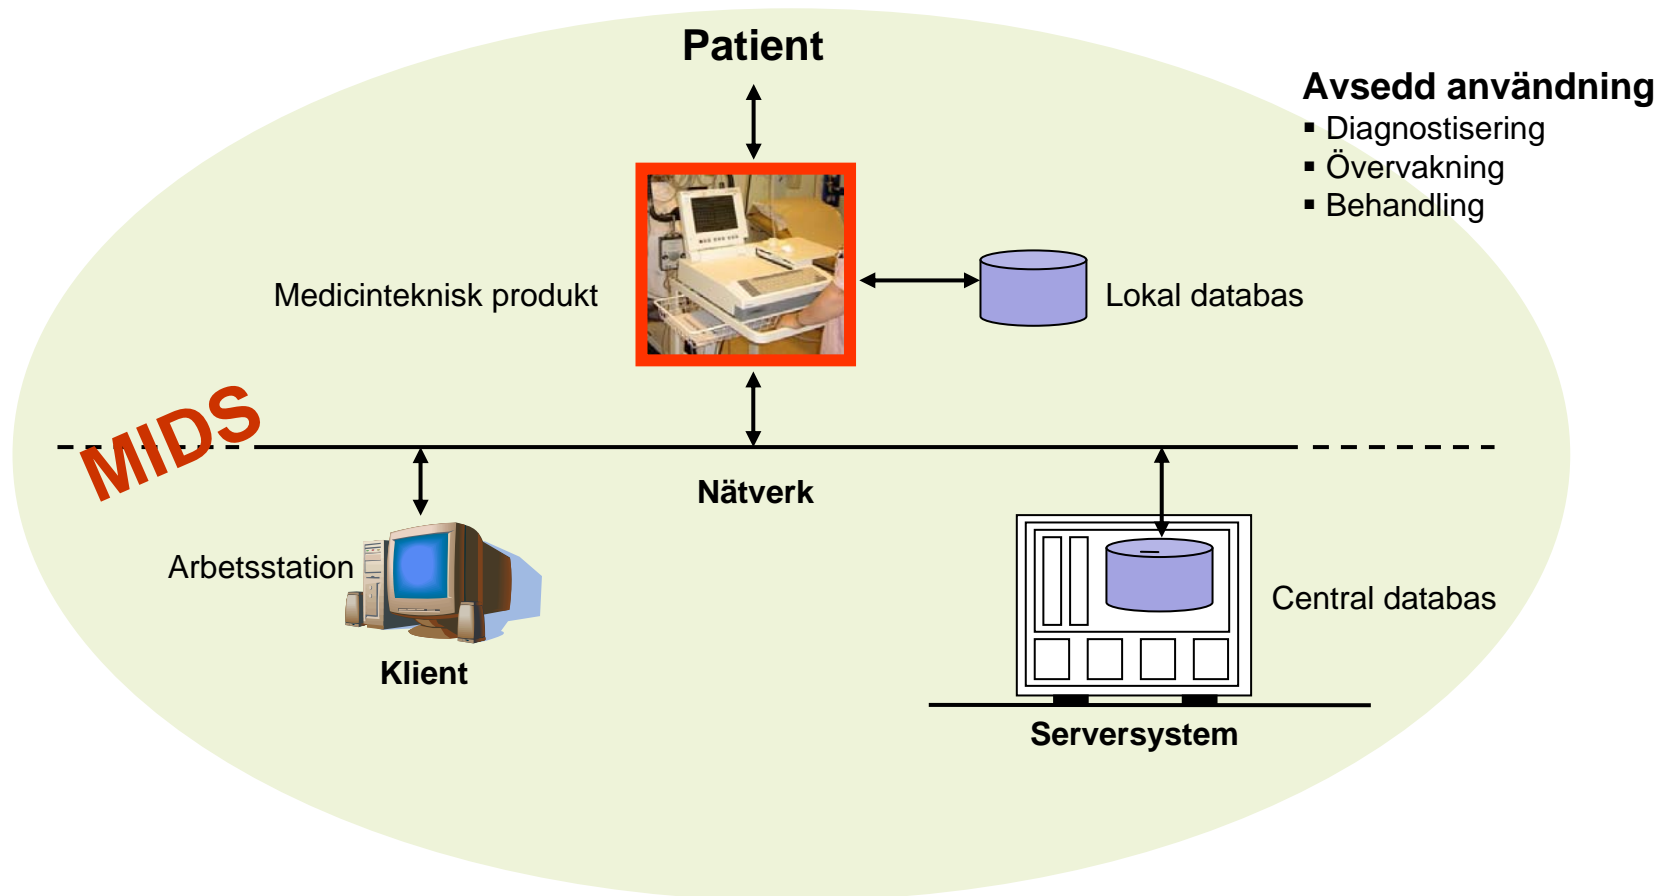 Patient
Avsedd användning
▪ Diagnostisering
▪ Övervakning
▪ Behandling
Medicinteknisk produkt
Lokal databas
MIDS
Nätverk
Arbetsstation
Central databas
Klient
Serversystem